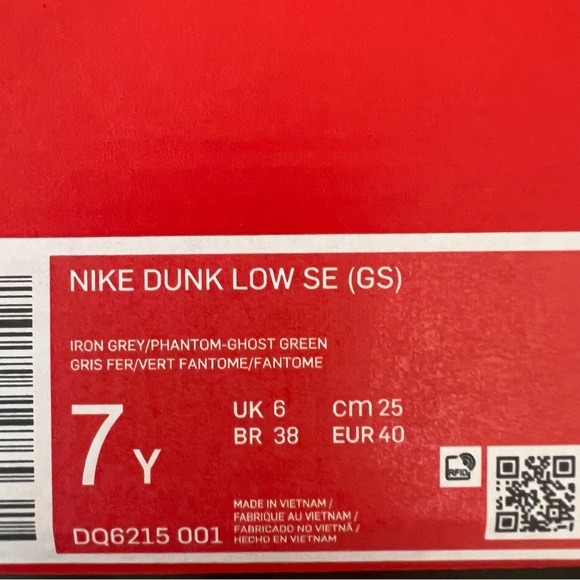 NIKE DUNK LOW SE (GS)
IRON GREY/PHANTOM-GHOST GREEN
GRIS FER/VERT FANTOME/FANTOME
7Y
UK 6 cm 25
BR 38 EUR 40
RFID
DQ6215 001
MADE IN VIETNAM /
FABRIQUE AU VIETNAM /
FABRICADO NO VIETNÃ /
HECHO EN VIETNAM